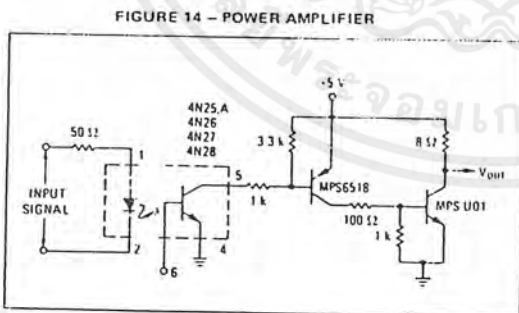 FIGURE 14 – POWER AMPLIFIER
+5 V
4N25,A
4N26
4N27
4N28
50 Ω
3.3 k
8 Ω
1
5
MPS6518
Vout
INPUT
SIGNAL
1 k
MPS U01
100 Ω
2
4
1 k
6